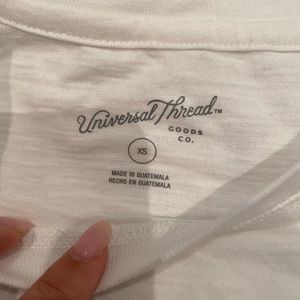 Universal Thread™
GOODS
CO.
XS
MADE IN GUATEMALA
HECHO EN GUATEMALA